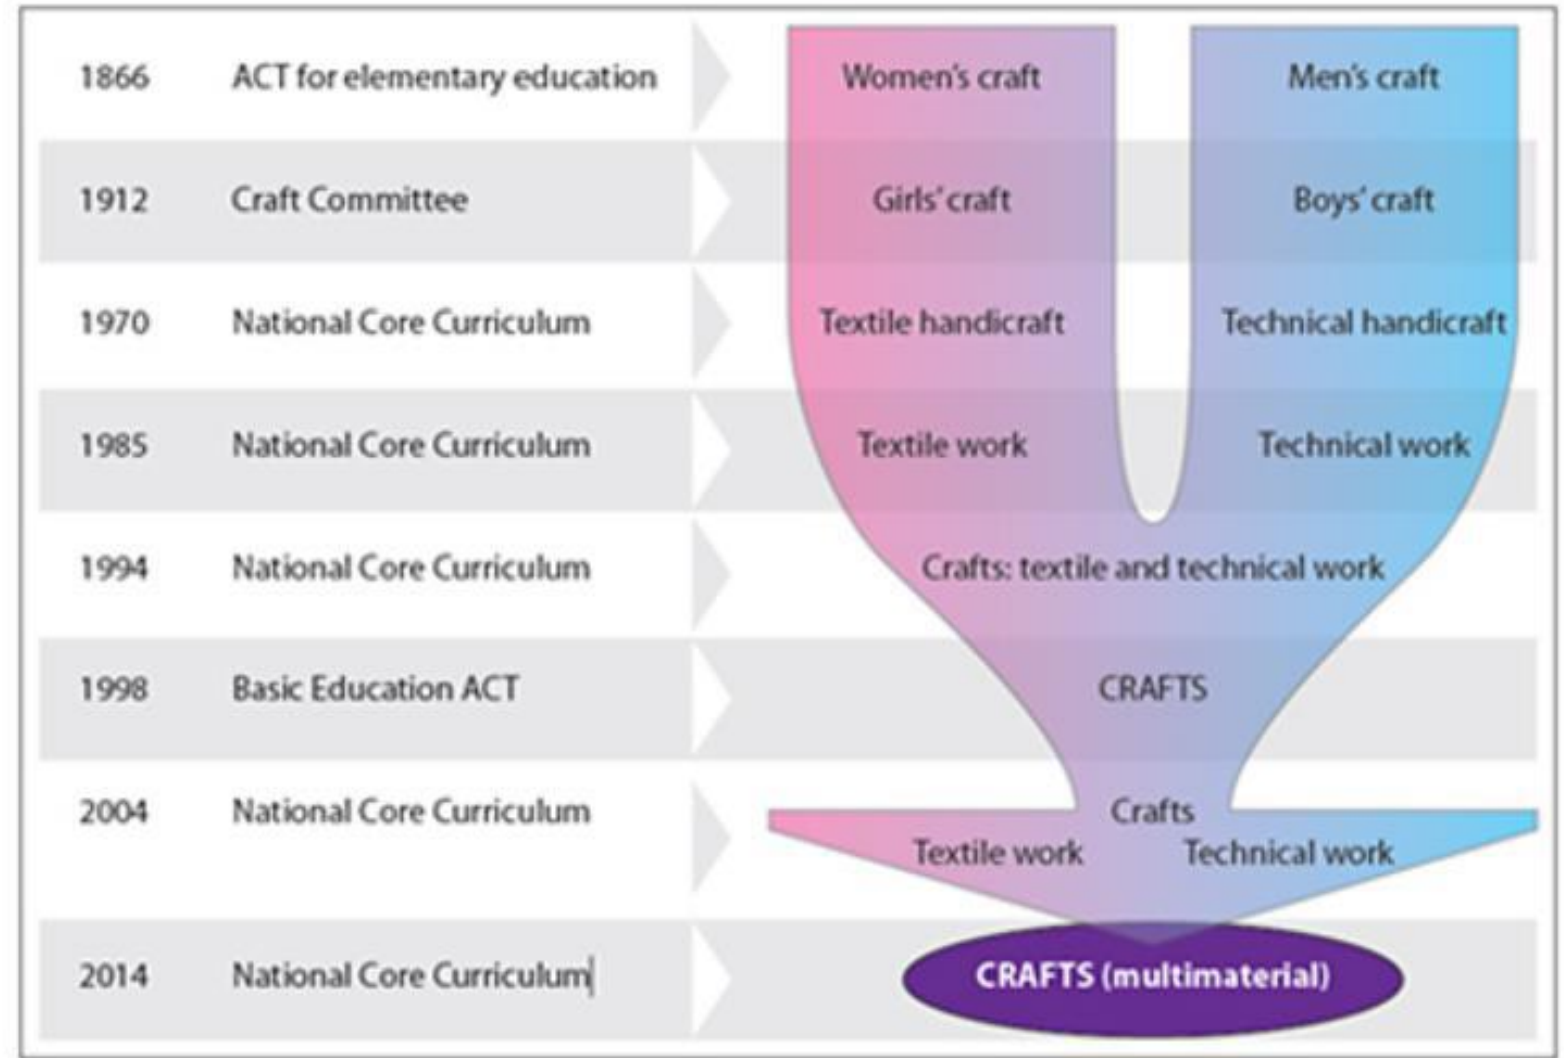 1866 ACT for elementary education Women's craft Men's craft
1912 Craft Committee Girls' craft Boys' craft
1970 National Core Curriculum Textile handicraft Technical handicraft
1985 National Core Curriculum Textile work Technical work
1994 National Core Curriculum Crafts: textile and technical work
1998 Basic Education ACT CRAFTS
2004 National Core Curriculum Crafts
Textile work Technical work
2014 National Core Curriculum CRAFTS (multimaterial)